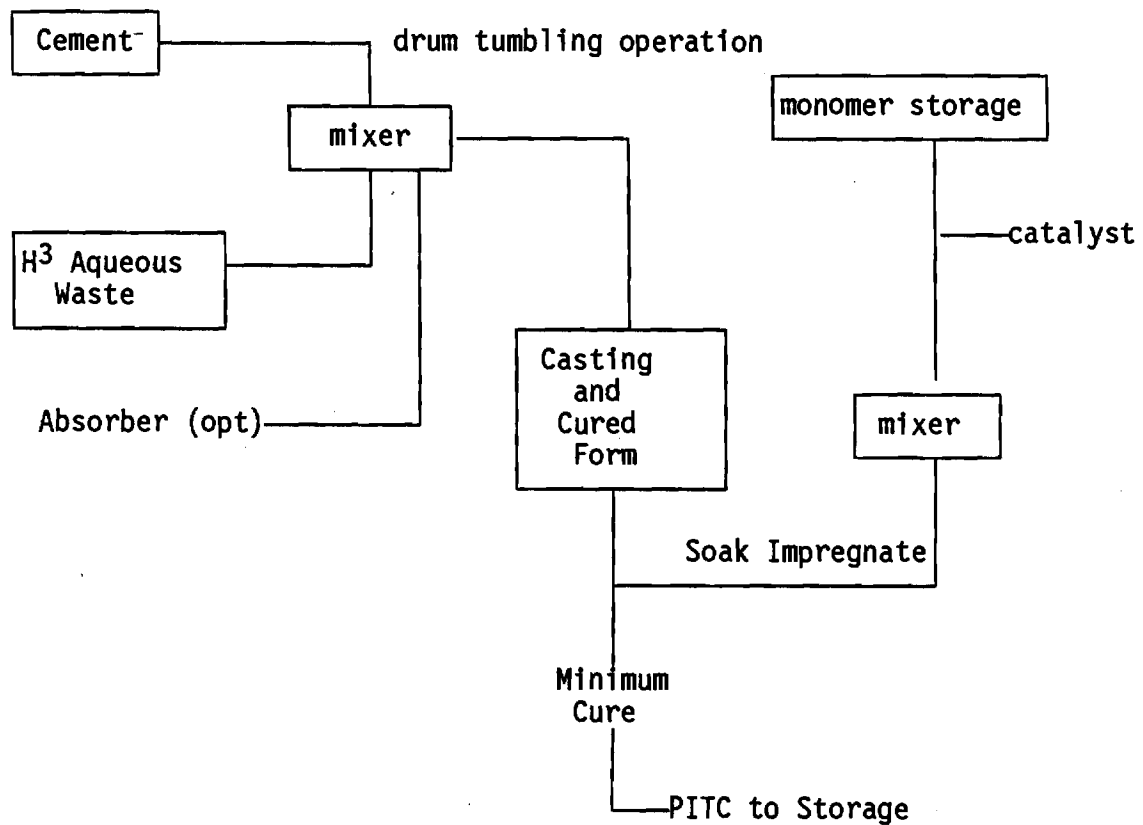 Cement
drum tumbling operation
monomer storage
mixer
catalyst
H³ Aqueous
Waste
Casting
and
Cured
Form
Absorber (opt)
mixer
Soak Impregnate
Minimum
Cure
PITC to Storage